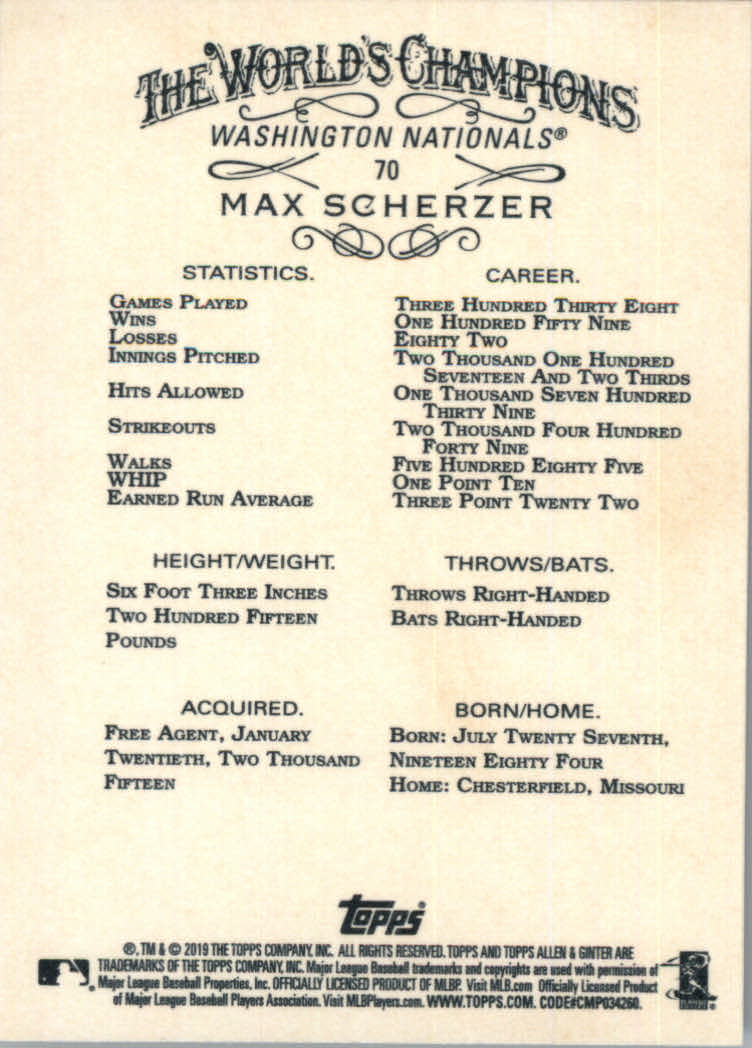 THE WORLD'S CHAMPIONS
WASHINGTON NATIONALS®
70
MAX SCHERZER
STATISTICS.
GAMES PLAYED
WINS
LOSSES
INNINGS PITCHED
HITS ALLOWED
STRIKEOUTS
WALKS
WHIP
EARNED RUN AVERAGE
CAREER.
THREE HUNDRED THIRTY EIGHT
ONE HUNDRED FIFTY NINE
EIGHTY TWO
TWO THOUSAND ONE HUNDRED
SEVENTEEN AND TWO THIRDS
ONE THOUSAND SEVEN HUNDRED
THIRTY NINE
TWO THOUSAND FOUR HUNDRED
FORTY NINE
FIVE HUNDRED EIGHTY FIVE
ONE POINT TEN
THREE POINT TWENTY TWO
HEIGHT/WEIGHT.
SIX FOOT THREE INCHES
TWO HUNDRED FIFTEEN
POUNDS
THROWS/BATS.
THROWS RIGHT-HANDED
BATS RIGHT-HANDED
ACQUIRED.
FREE AGENT, JANUARY
TWENTIETH, TWO THOUSAND
FIFTEEN
BORN/HOME.
BORN: JULY TWENTY SEVENTH,
NINETEEN EIGHTY FOUR
HOME: CHESTERFIELD, MISSOURI
topps®
®, TM & © 2019 THE TOPPS COMPANY, INC. ALL RIGHTS RESERVED. TOPPS AND TOPPS ALLEN & GINTER ARE
TRADEMARKS OF THE TOPPS COMPANY, INC. Major League Baseball trademarks and copyrights are used with permission of
Major League Baseball Properties, Inc. OFFICIALLY LICENSED PRODUCT OF MLBP. Visit MLB.com Officially Licensed Product
of Major League Baseball Players Association. Visit MLBPlayers.com. WWW.TOPPS.COM. CODE#CMP034260.